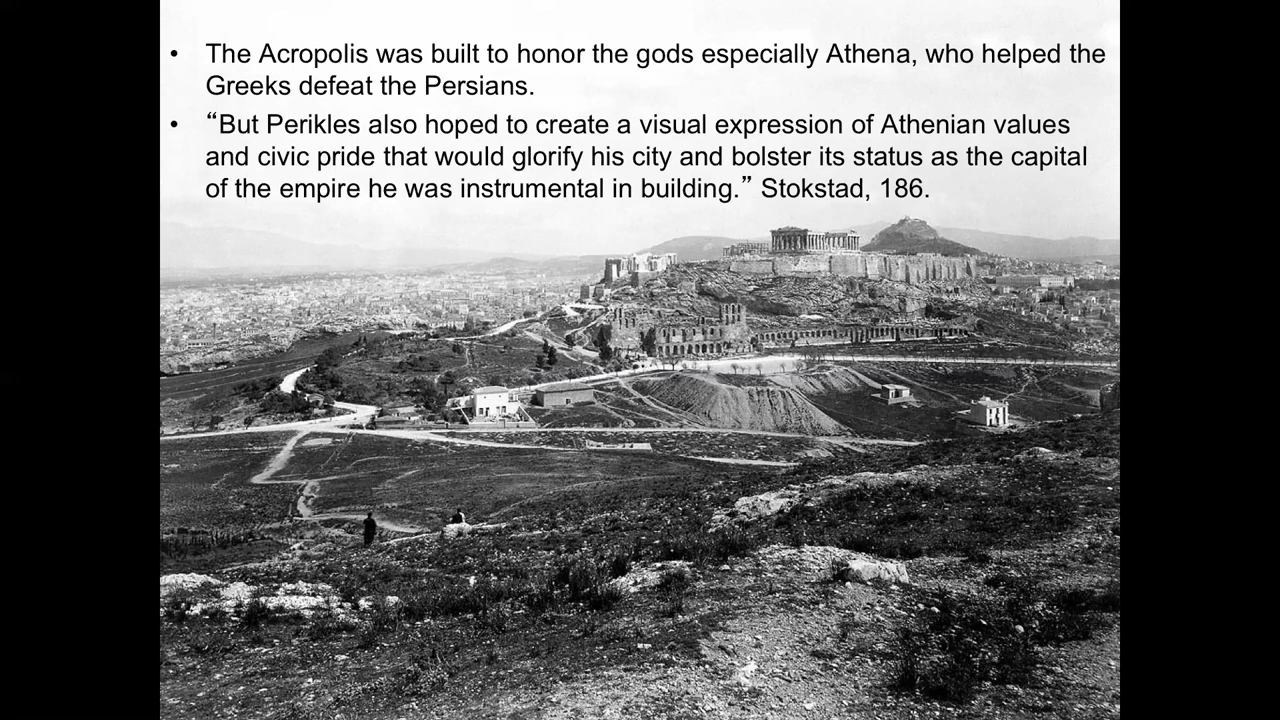 • The Acropolis was built to honor the gods especially Athena, who helped the
Greeks defeat the Persians.
• “But Perikles also hoped to create a visual expression of Athenian values
and civic pride that would glorify his city and bolster its status as the capital
of the empire he was instrumental in building.” Stokstad, 186.